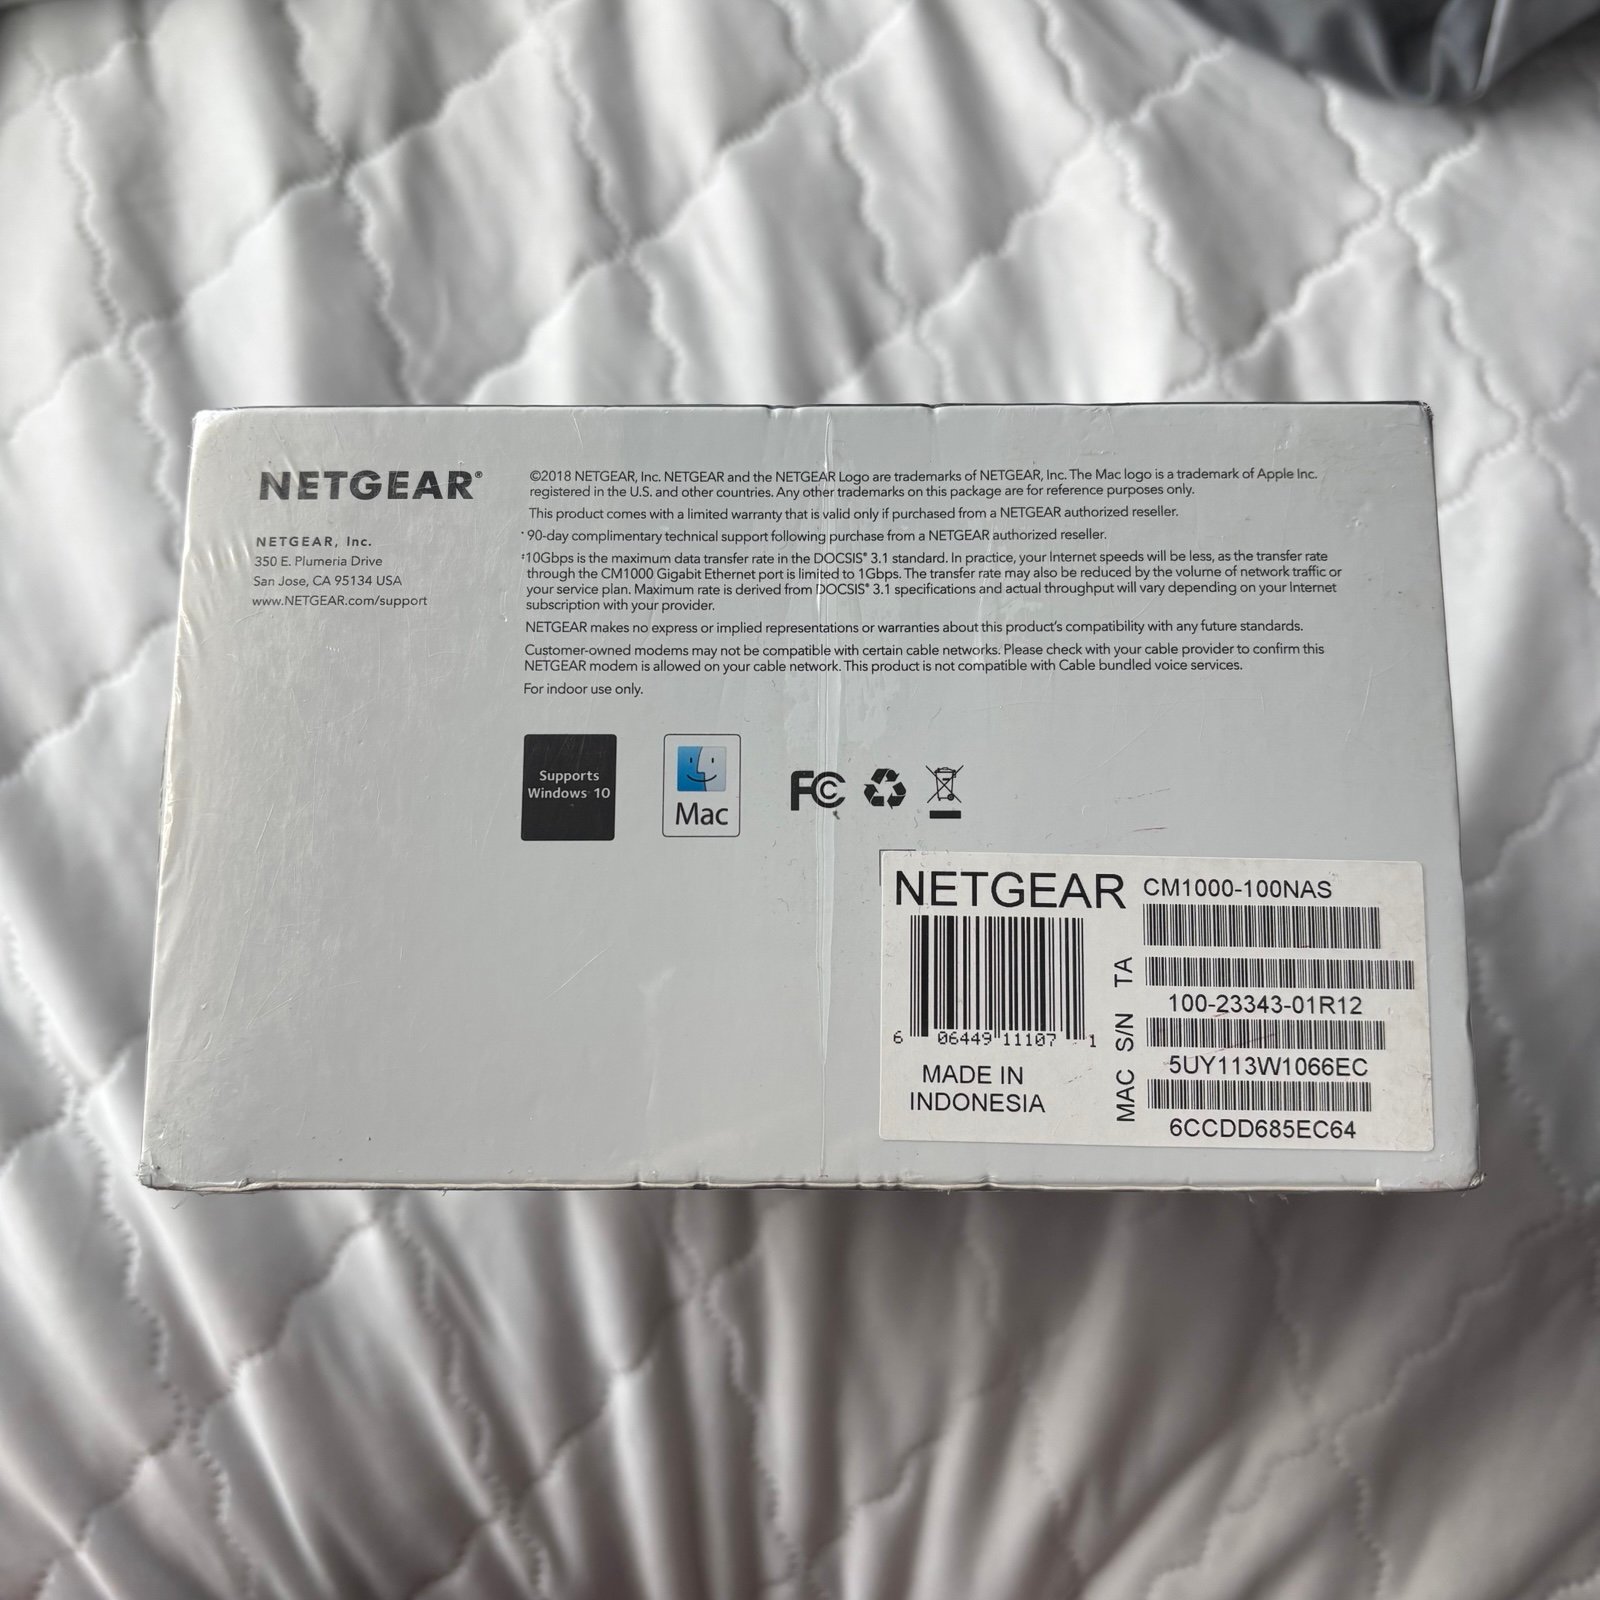 NETGEAR®
NETGEAR, Inc.
350 E. Plumeria Drive
San Jose, CA 95134 USA
www.NETGEAR.com/support
©2018 NETGEAR, Inc. NETGEAR and the NETGEAR Logo are trademarks of NETGEAR, Inc. The Mac logo is a trademark of Apple Inc.
registered in the U.S. and other countries. Any other trademarks on this package are for reference purposes only.
This product comes with a limited warranty that is valid only if purchased from a NETGEAR authorized reseller.
*90-day complimentary technical support following purchase from a NETGEAR authorized reseller.
‡10Gbps is the maximum data transfer rate in the DOCSIS® 3.1 standard. In practice, your Internet speeds will be less, as the transfer rate
through the CM1000 Gigabit Ethernet port is limited to 1Gbps. The transfer rate may also be reduced by the volume of network traffic or
your service plan. Maximum rate is derived from DOCSIS® 3.1 specifications and actual throughput will vary depending on your Internet
subscription with your provider.
NETGEAR makes no express or implied representations or warranties about this product's compatibility with any future standards.
Customer-owned modems may not be compatible with certain cable networks. Please check with your cable provider to confirm this
NETGEAR modem is allowed on your cable network. This product is not compatible with Cable bundled voice services.
For indoor use only.
Supports
Windows 10
Mac
FC
NETGEAR
CM1000-100NAS
6 06449 11107 1
MADE IN
INDONESIA
TA
100-23343-01R12
S/N
5UY113W1066EC
MAC
6CCDD685EC64